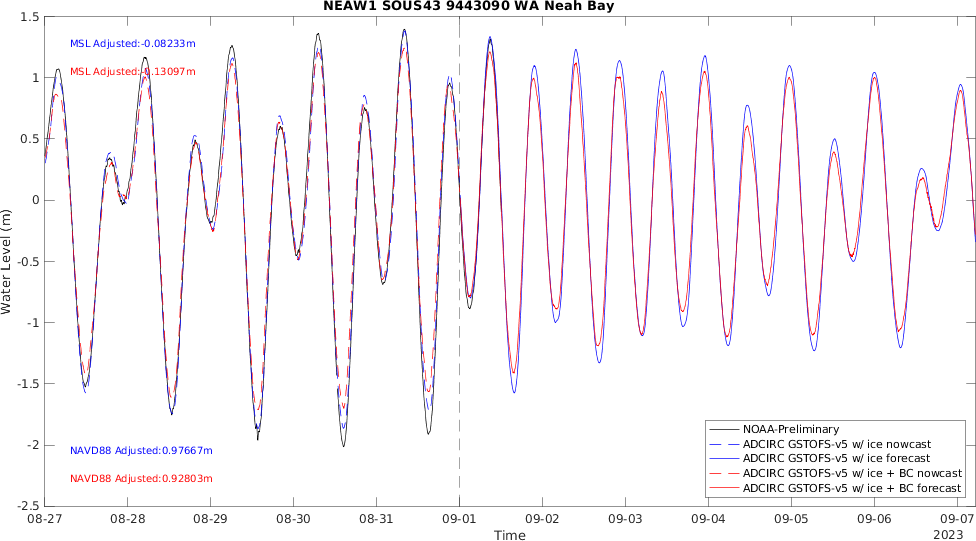 NEAW1 SOUS43 9443090 WA Neah Bay
1.5
MSL Adjusted:-0.08233m
MSL Adjusted:-0.13097m
1
0.5
0
-0.5
-1
-1.5
-2
-2.5
Water Level (m)
NAVD88 Adjusted:0.97667m
NAVD88 Adjusted:0.92803m
NOAA-Preliminary
ADCIRC GSTOFS-v5 w/ ice nowcast
ADCIRC GSTOFS-v5 w/ ice forecast
ADCIRC GSTOFS-v5 w/ ice + BC nowcast
ADCIRC GSTOFS-v5 w/ ice + BC forecast
08-27 08-28 08-29 08-30 08-31 09-01 09-02 09-03 09-04 09-05 09-06 09-07
Time
2023